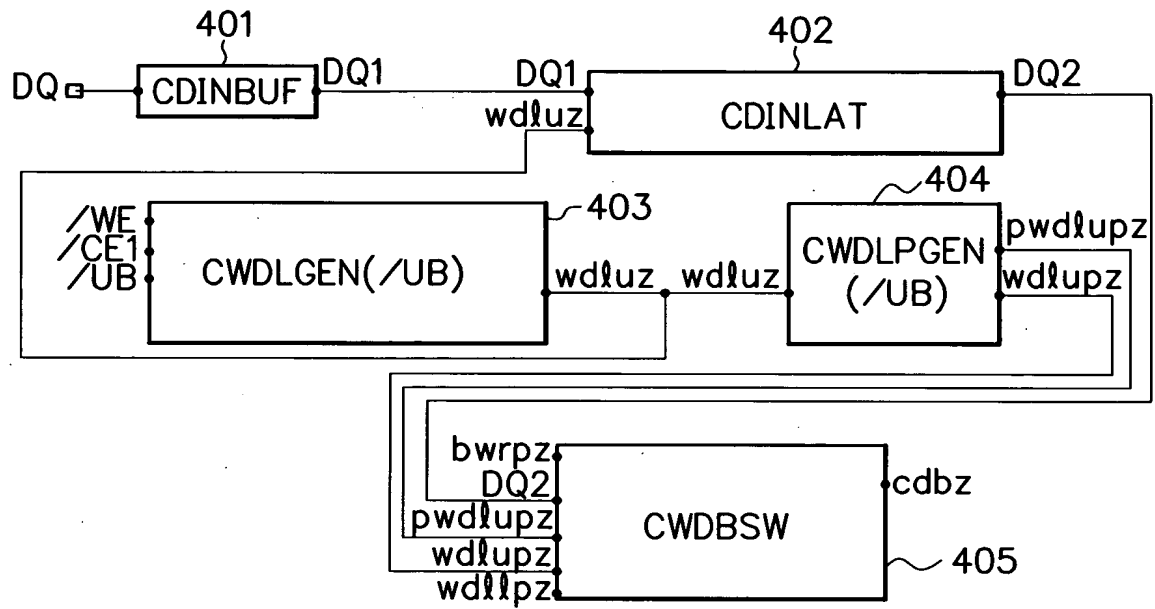 401
402
DQ
CDINBUF
DQ1
DQ1
wdluz
CDINLAT
DQ2
/WE
/CE1
/UB
CWDLGEN(/UB)
403
wdluz
wdluz
404
CWDLPGEN
(/UB)
pwdlupz
wdlupz
bwrpz
DQ2
pwdlupz
wdlupz
wdllpz
CWDBSW
cdbz
405